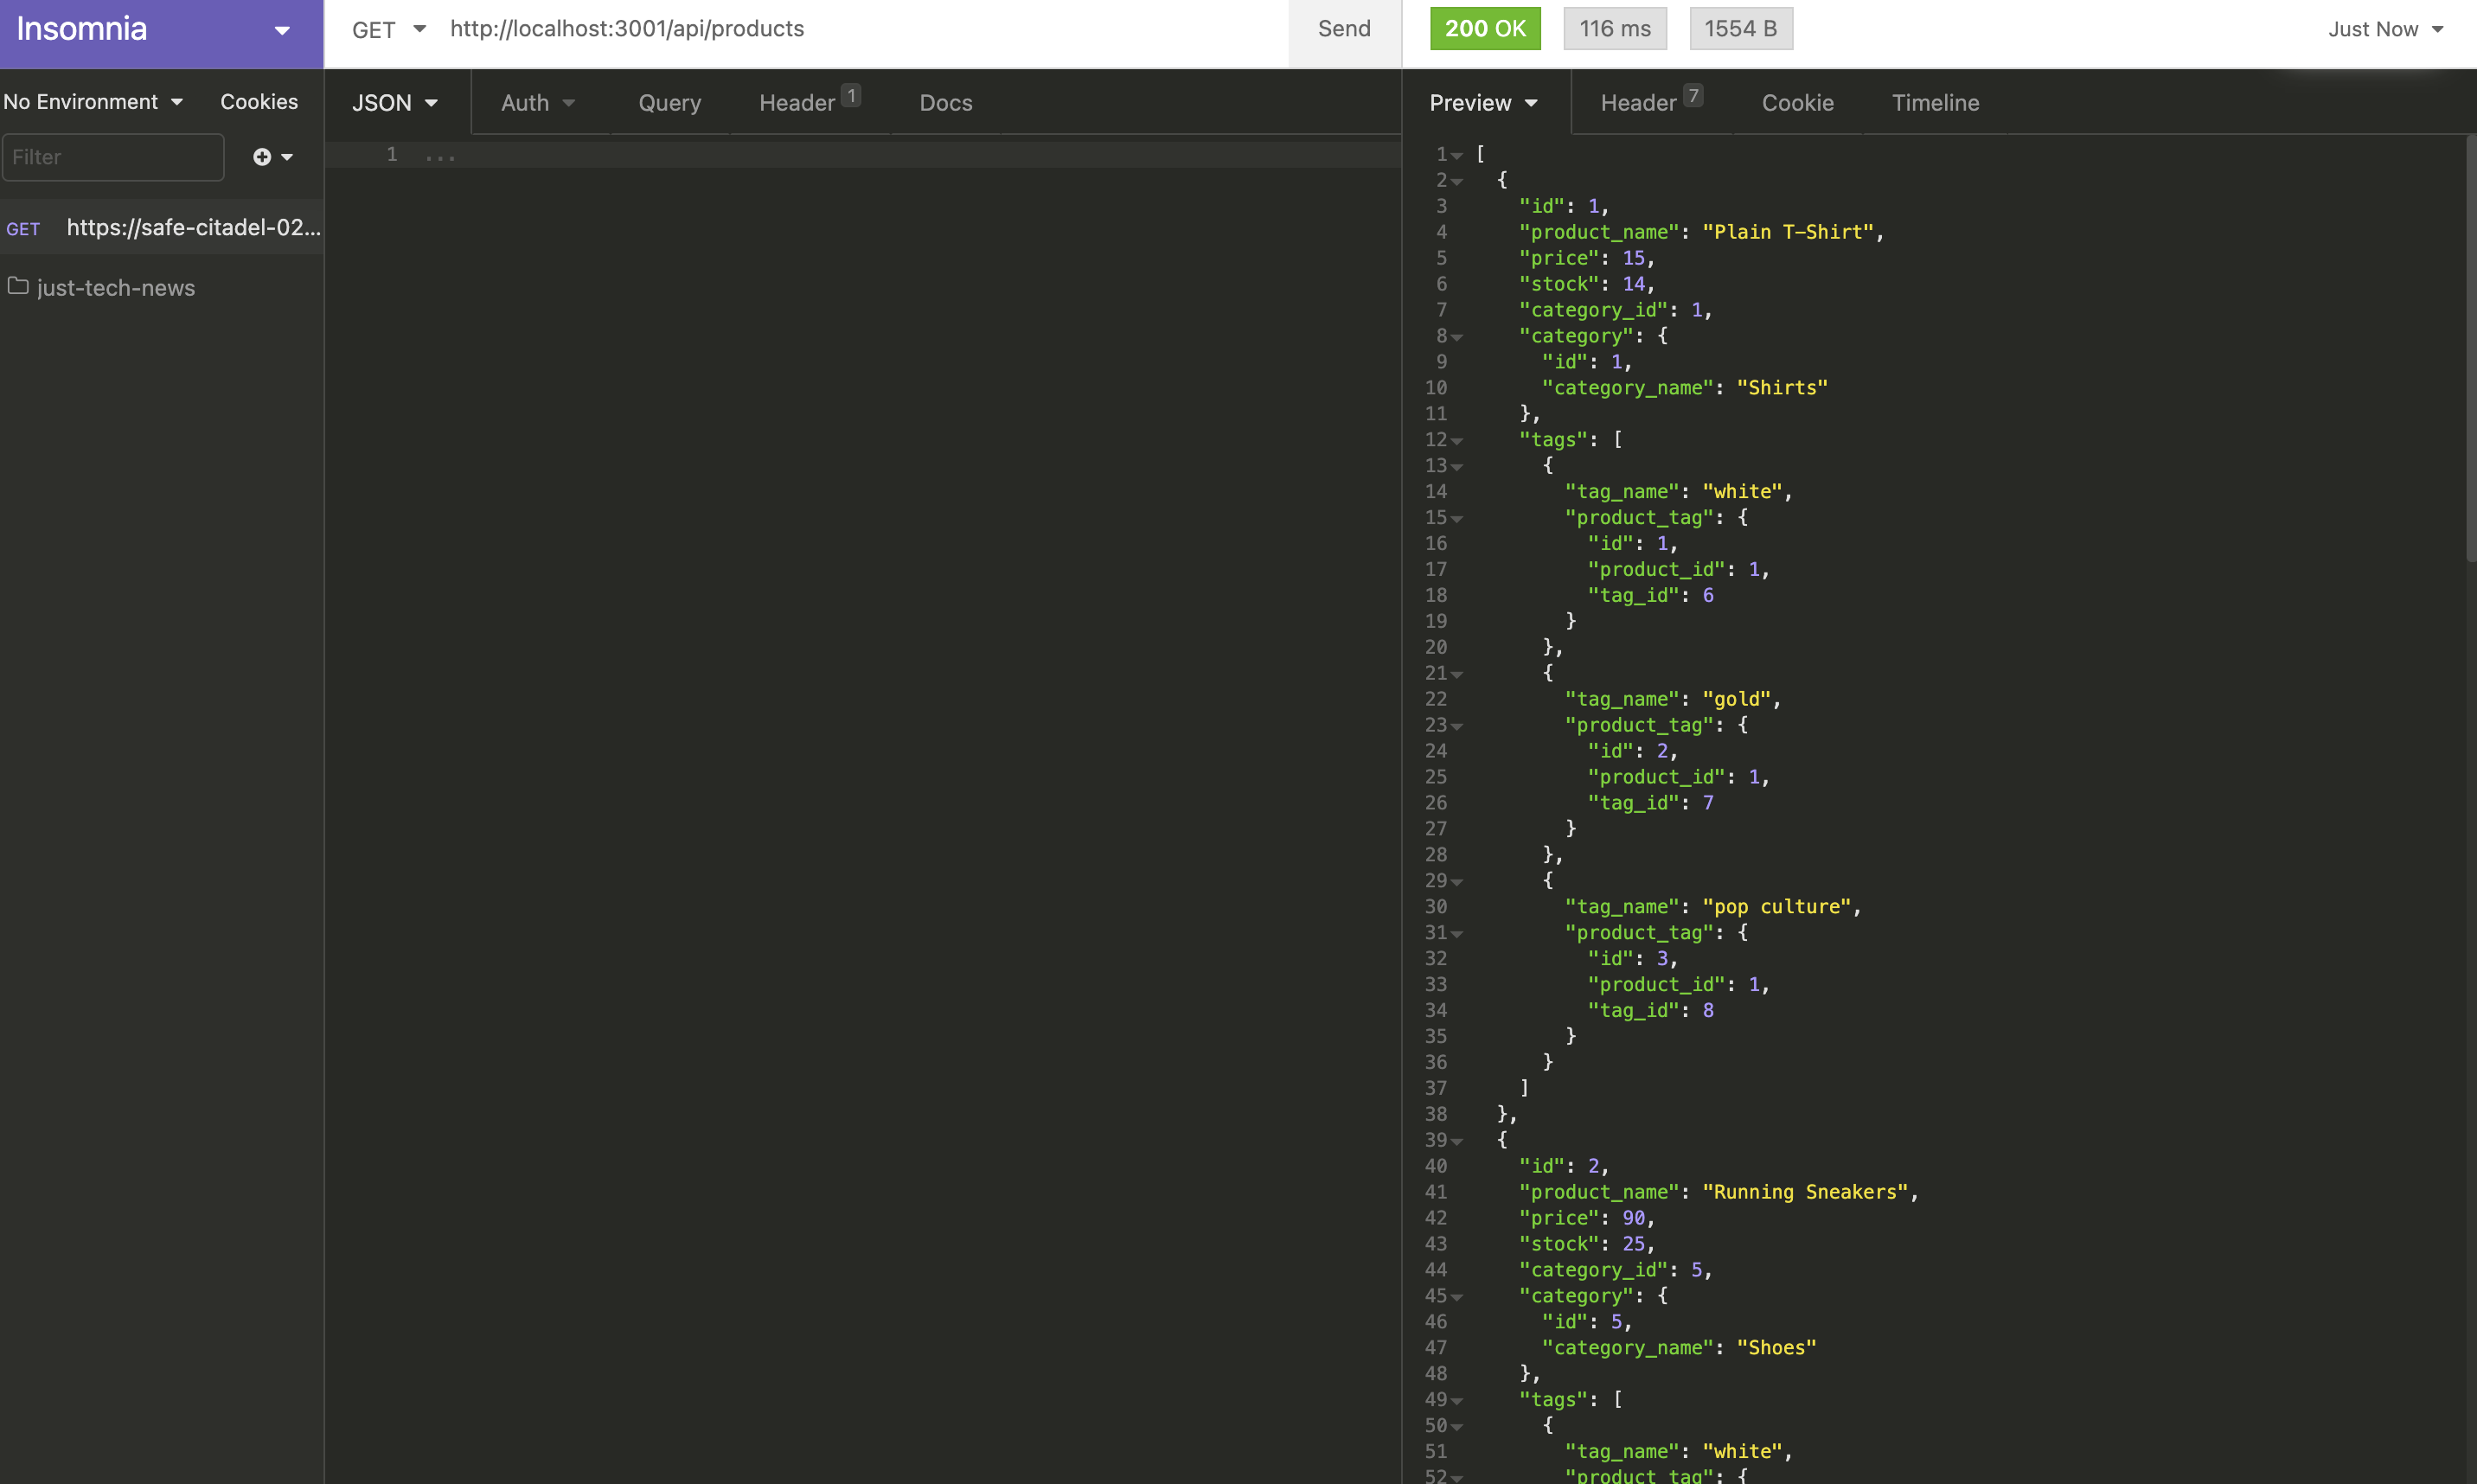 Insomnia
GET http://localhost:3001/api/products
Send
200 OK 116 ms 1554 B
Just Now
No Environment Cookies
Filter
GET https://safe-citadel-02...
just-tech-news
JSON Auth Query Header 1 Docs
1 ...
Preview Header 7 Cookie Timeline
1 [
2 {
3 "id": 1,
4 "product_name": "Plain T-Shirt",
5 "price": 15,
6 "stock": 14,
7 "category_id": 1,
8 "category": {
9 "id": 1,
10 "category_name": "Shirts"
11 },
12 "tags": [
13 {
14 "tag_name": "white",
15 "product_tag": {
16 "id": 1,
17 "product_id": 1,
18 "tag_id": 6
19 }
20 },
21 {
22 "tag_name": "gold",
23 "product_tag": {
24 "id": 2,
25 "product_id": 1,
26 "tag_id": 7
27 }
28 },
29 {
30 "tag_name": "pop culture",
31 "product_tag": {
32 "id": 3,
33 "product_id": 1,
34 "tag_id": 8
35 }
36 }
37 ]
38 },
39 {
40 "id": 2,
41 "product_name": "Running Sneakers",
42 "price": 90,
43 "stock": 25,
44 "category_id": 5,
45 "category": {
46 "id": 5,
47 "category_name": "Shoes"
48 },
49 "tags": [
50 {
51 "tag_name": "white",
52 "product_tag": {